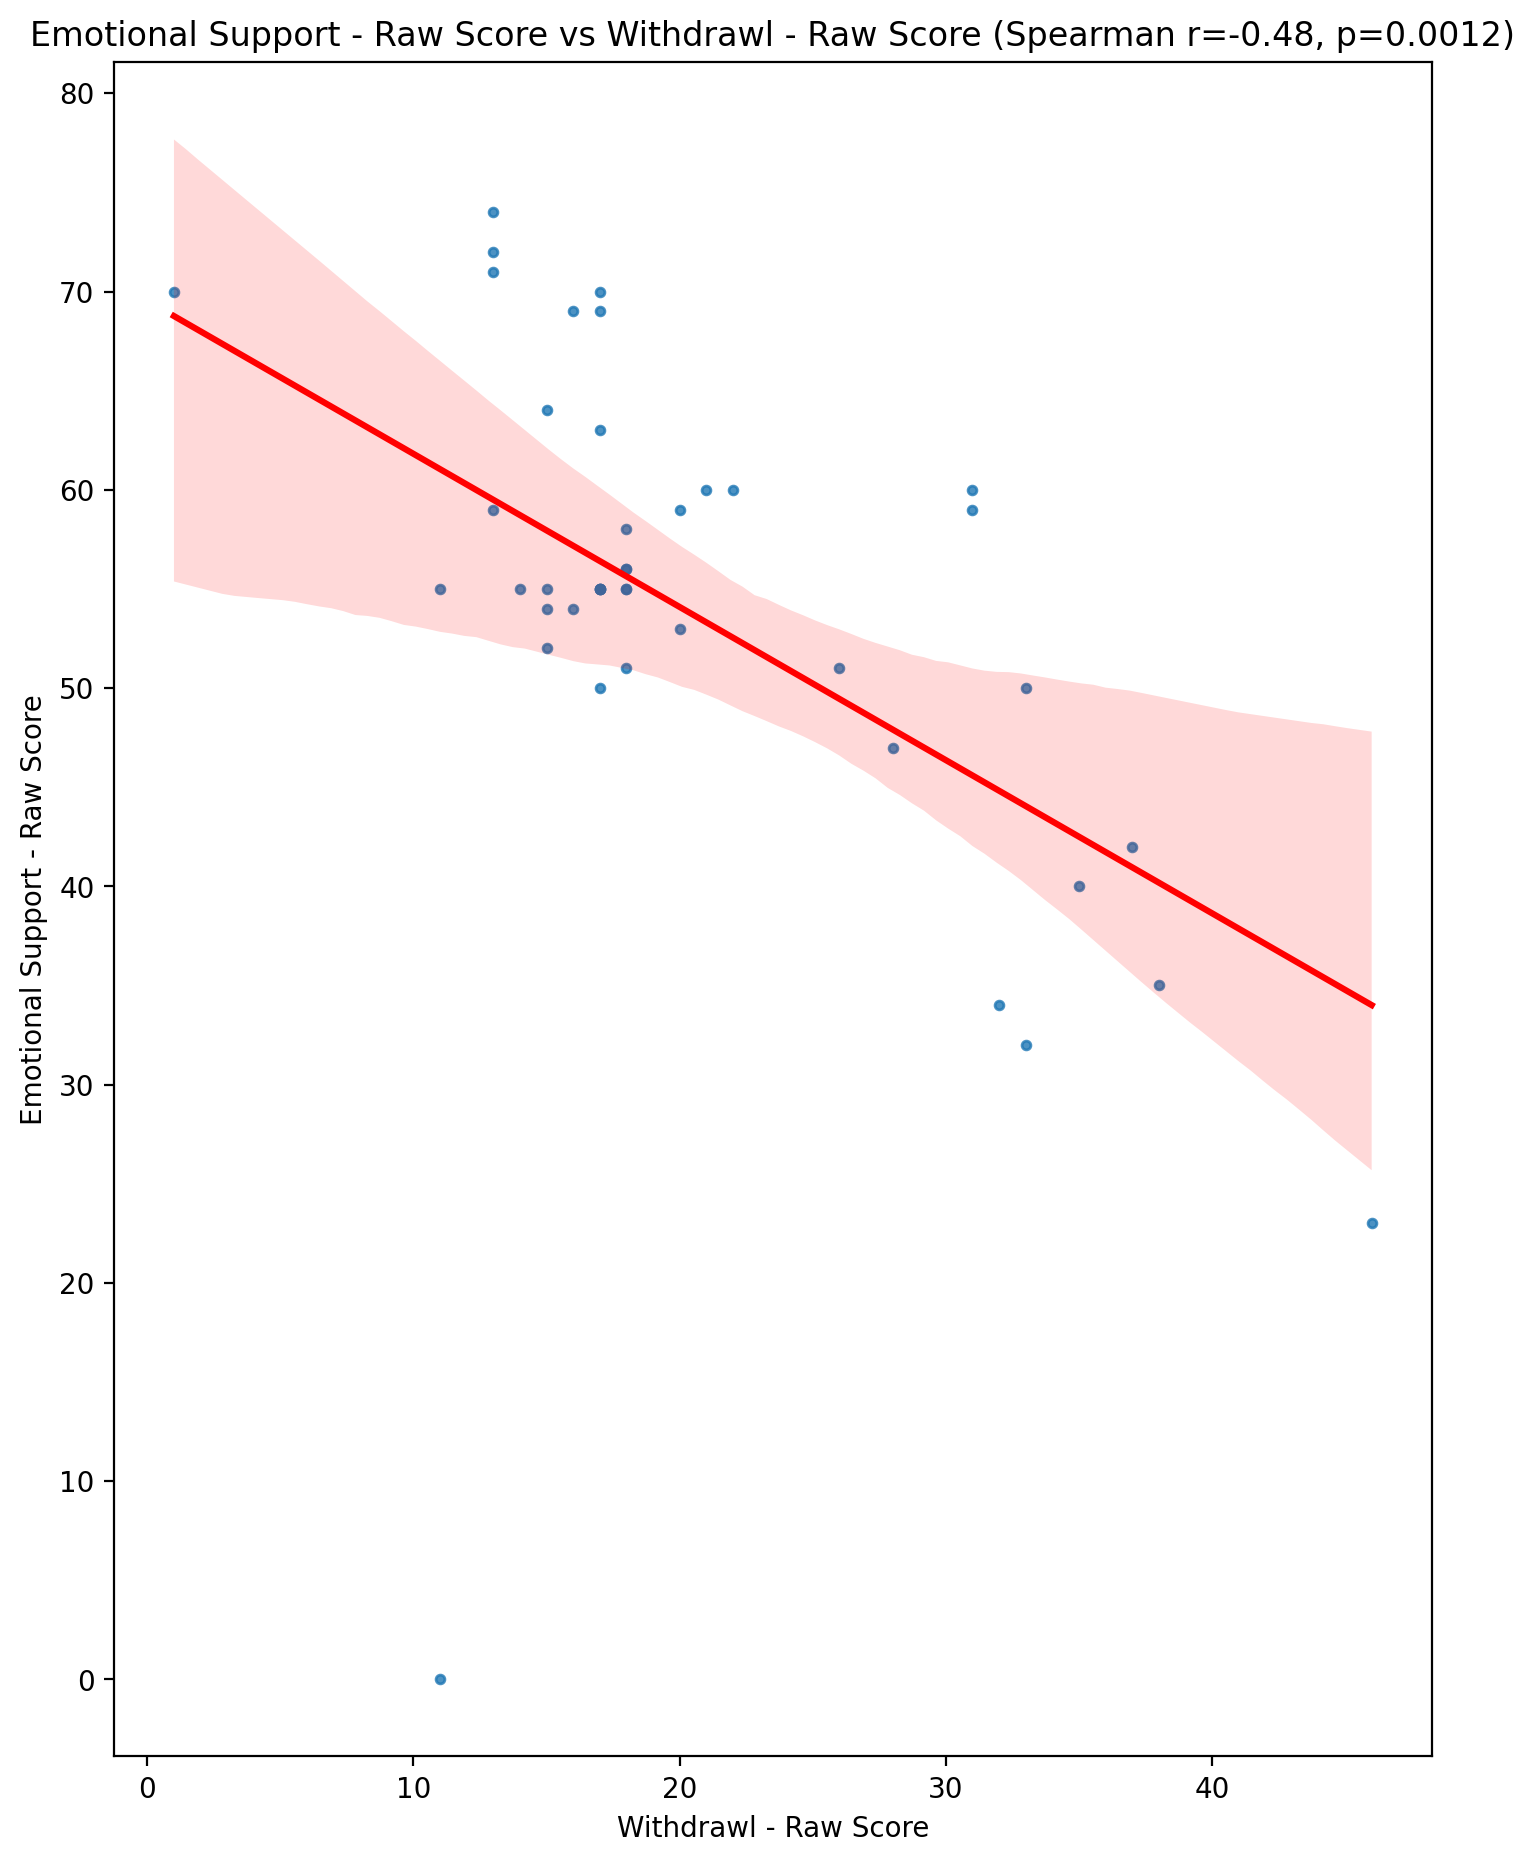 Emotional Support - Raw Score vs Withdrawl - Raw Score (Spearman r=-0.48, p=0.0012)
80
70
60
50
40
30
20
10
0
Emotional Support - Raw Score
0 10 20 30 40
Withdrawl - Raw Score